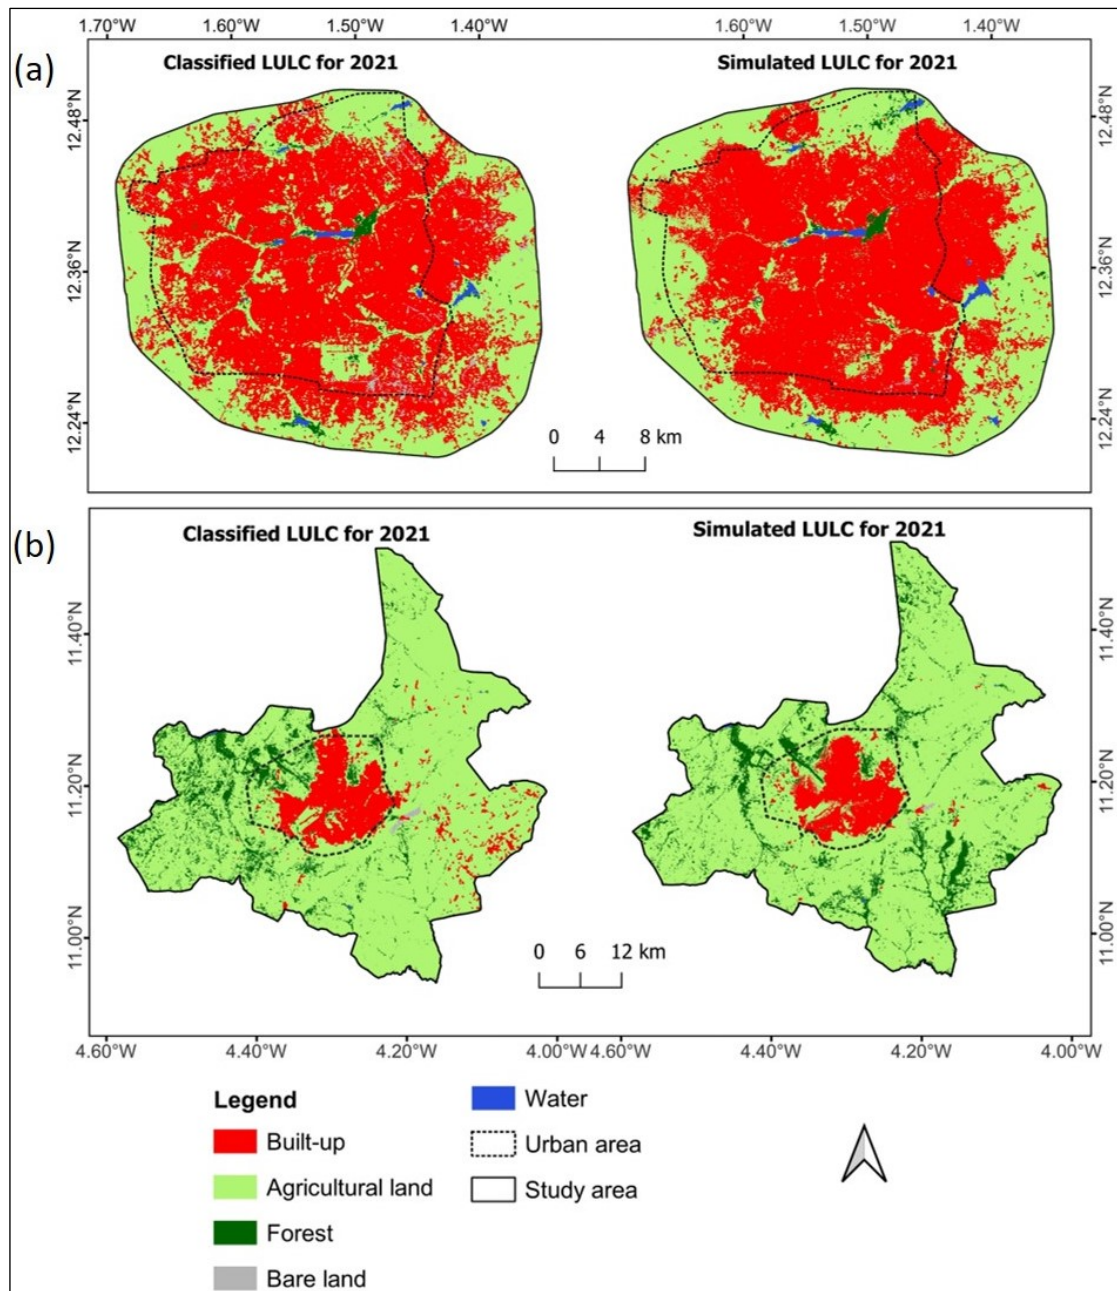 1.70°W 1.60°W 1.50°W 1.40°W 1.60°W 1.50°W 1.40°W
(a)
Classified LULC for 2021 Simulated LULC for 2021
12.48°N 12.48°N
12.36°N 12.36°N
12.24°N 12.24°N
0 4 8 km
(b)
Classified LULC for 2021 Simulated LULC for 2021
11.40°N 11.40°N
11.20°N 11.20°N
11.00°N 11.00°N
0 6 12 km
4.60°W 4.40°W 4.20°W 4.00°W 4.60°W 4.40°W 4.20°W 4.00°W
Legend
Built-up
Agricultural land
Forest
Bare land
Water
Urban area
Study area